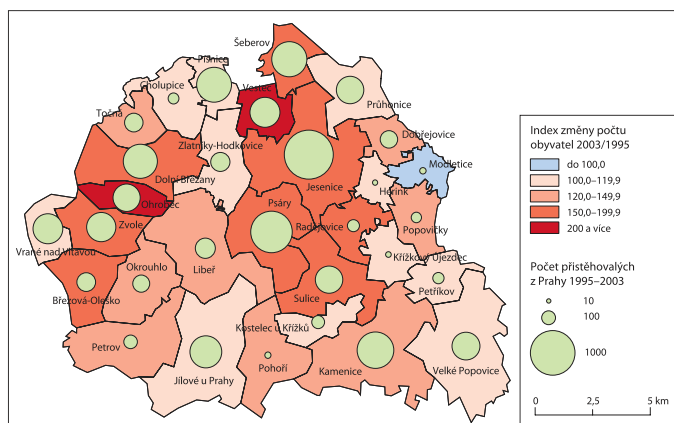 Šeberov
Písnice
Cholupice
Vestec
Průhonice
Točná
Dobřejovice
Zlatníky-Hodkovice
Modletice
Dolní Břežany
Jesenice
Herink
Ohrobec
Psáry
Popovičky
Zvole
Radějovice
Vrané nad Vltavou
Křížkový Újezdec
Okrouhlo
Libeř
Petříkov
Březová-Oleško
Sulice
Kostelec u Křížků
Petrov
Pohoří
Jílové u Prahy
Kamenice
Velké Popovice
Index změny počtu
obyvatel 2003/1995
do 100,0
100,0–119,9
120,0–149,9
150,0–199,9
200 a více
Počet přistěhovalých
z Prahy 1995–2003
10
100
1000
0 2,5 5 km